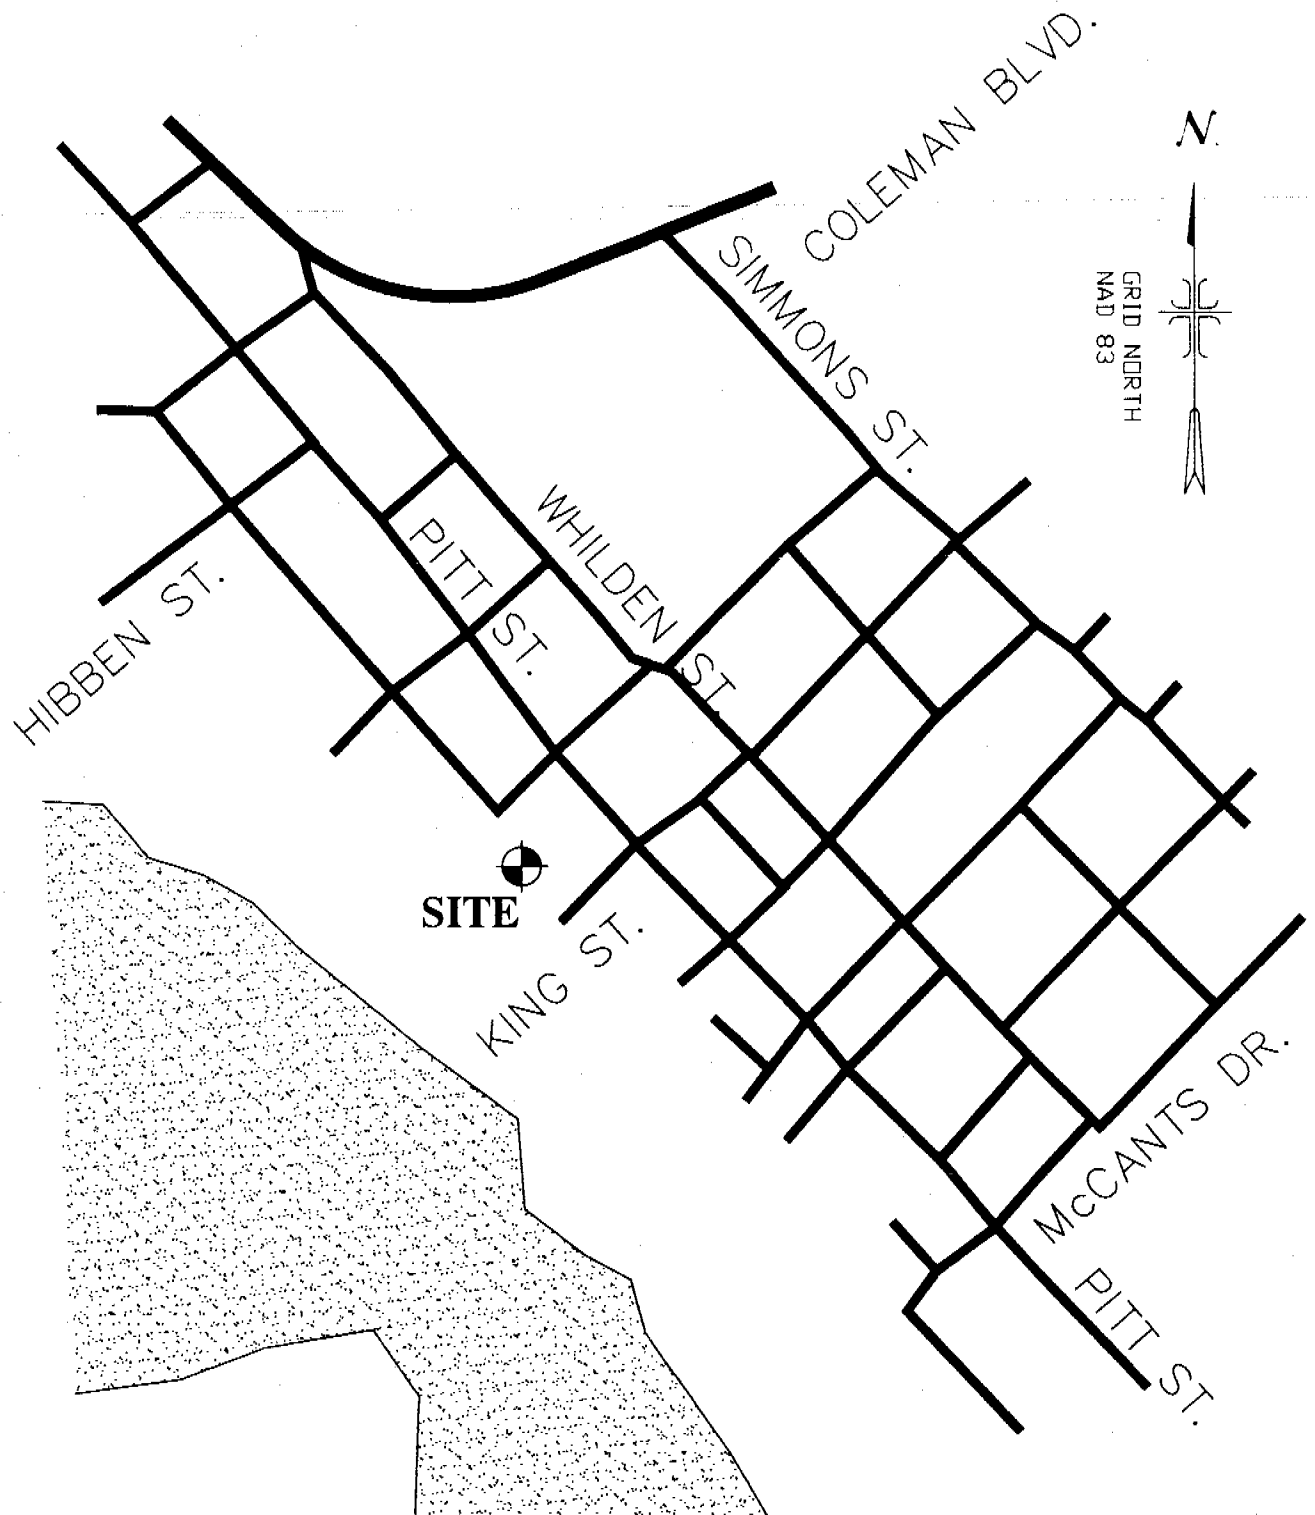 COLEMAN BLVD.
N.
SIMMONS ST.
GRID NORTH
NAD 83
WHILDEN ST.
PITT ST.
HIBBEN ST.
SITE
KING ST.
McCANTS DR.
PITT ST.